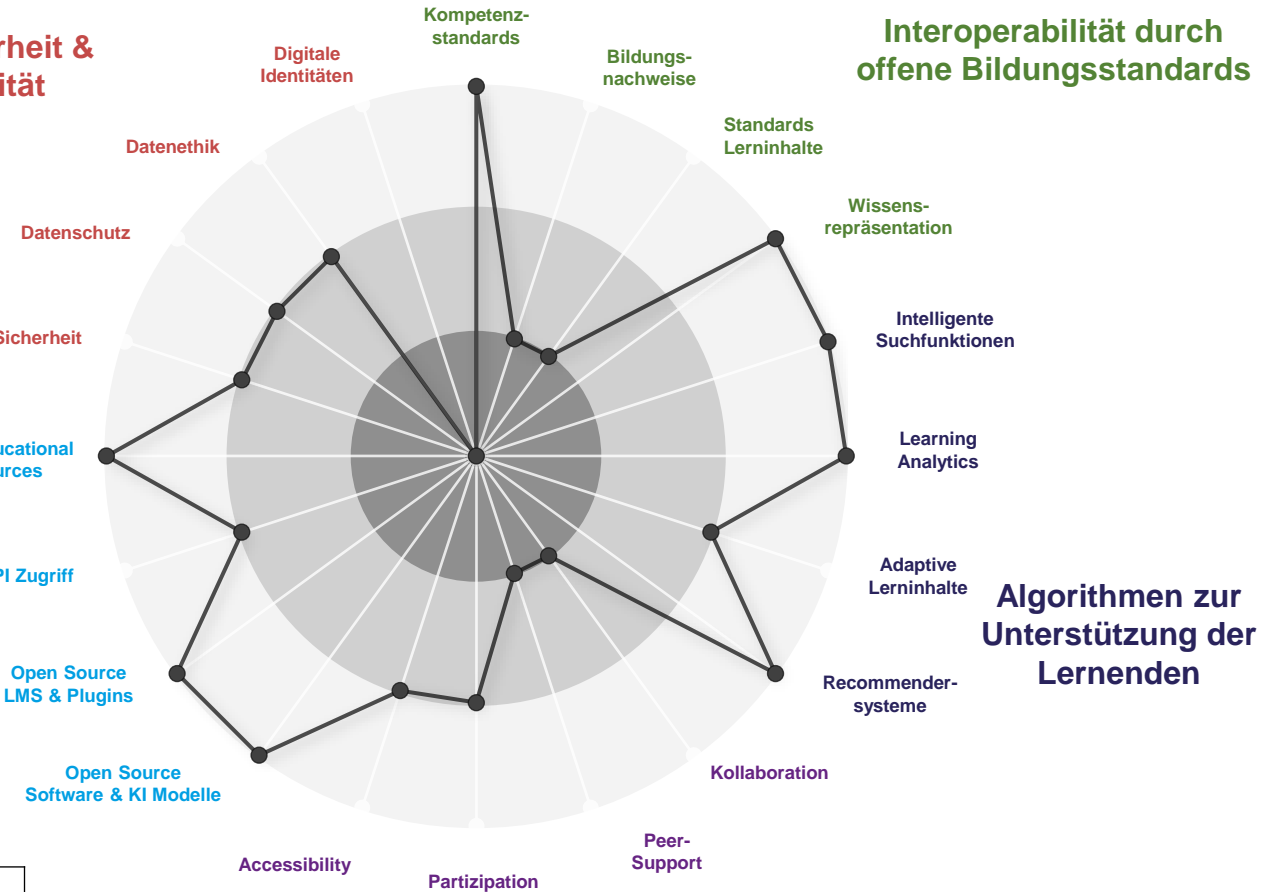 Kompetenz-
standards
Interoperabilität durch
offene Bildungsstandards
rheit &
ität
Digitale
Identitäten
Bildungs-
nachweise
Standards
Lerninhalte
Datenethik
Wissens-
repräsentation
Datenschutz
Intelligente
Suchfunktionen
Sicherheit
Learning
Analytics
ucational
urces
Adaptive
Lerninhalte
PI Zugriff
Algorithmen zur
Unterstützung der
Lernenden
Open Source
LMS & Plugins
Recommender-
systeme
Kollaboration
Open Source
Software & KI Modelle
Peer-
Support
Accessibility
Partizipation